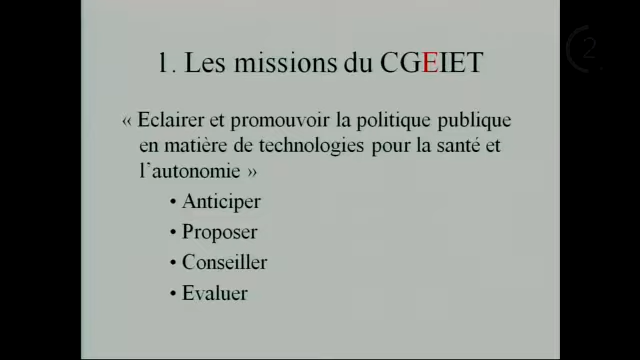 1. Les missions du CGEIET
« Eclairer et promouvoir la politique publique
en matière de technologies pour la santé et
l'autonomie »
• Anticiper
• Proposer
• Conseiller
• Evaluer
2